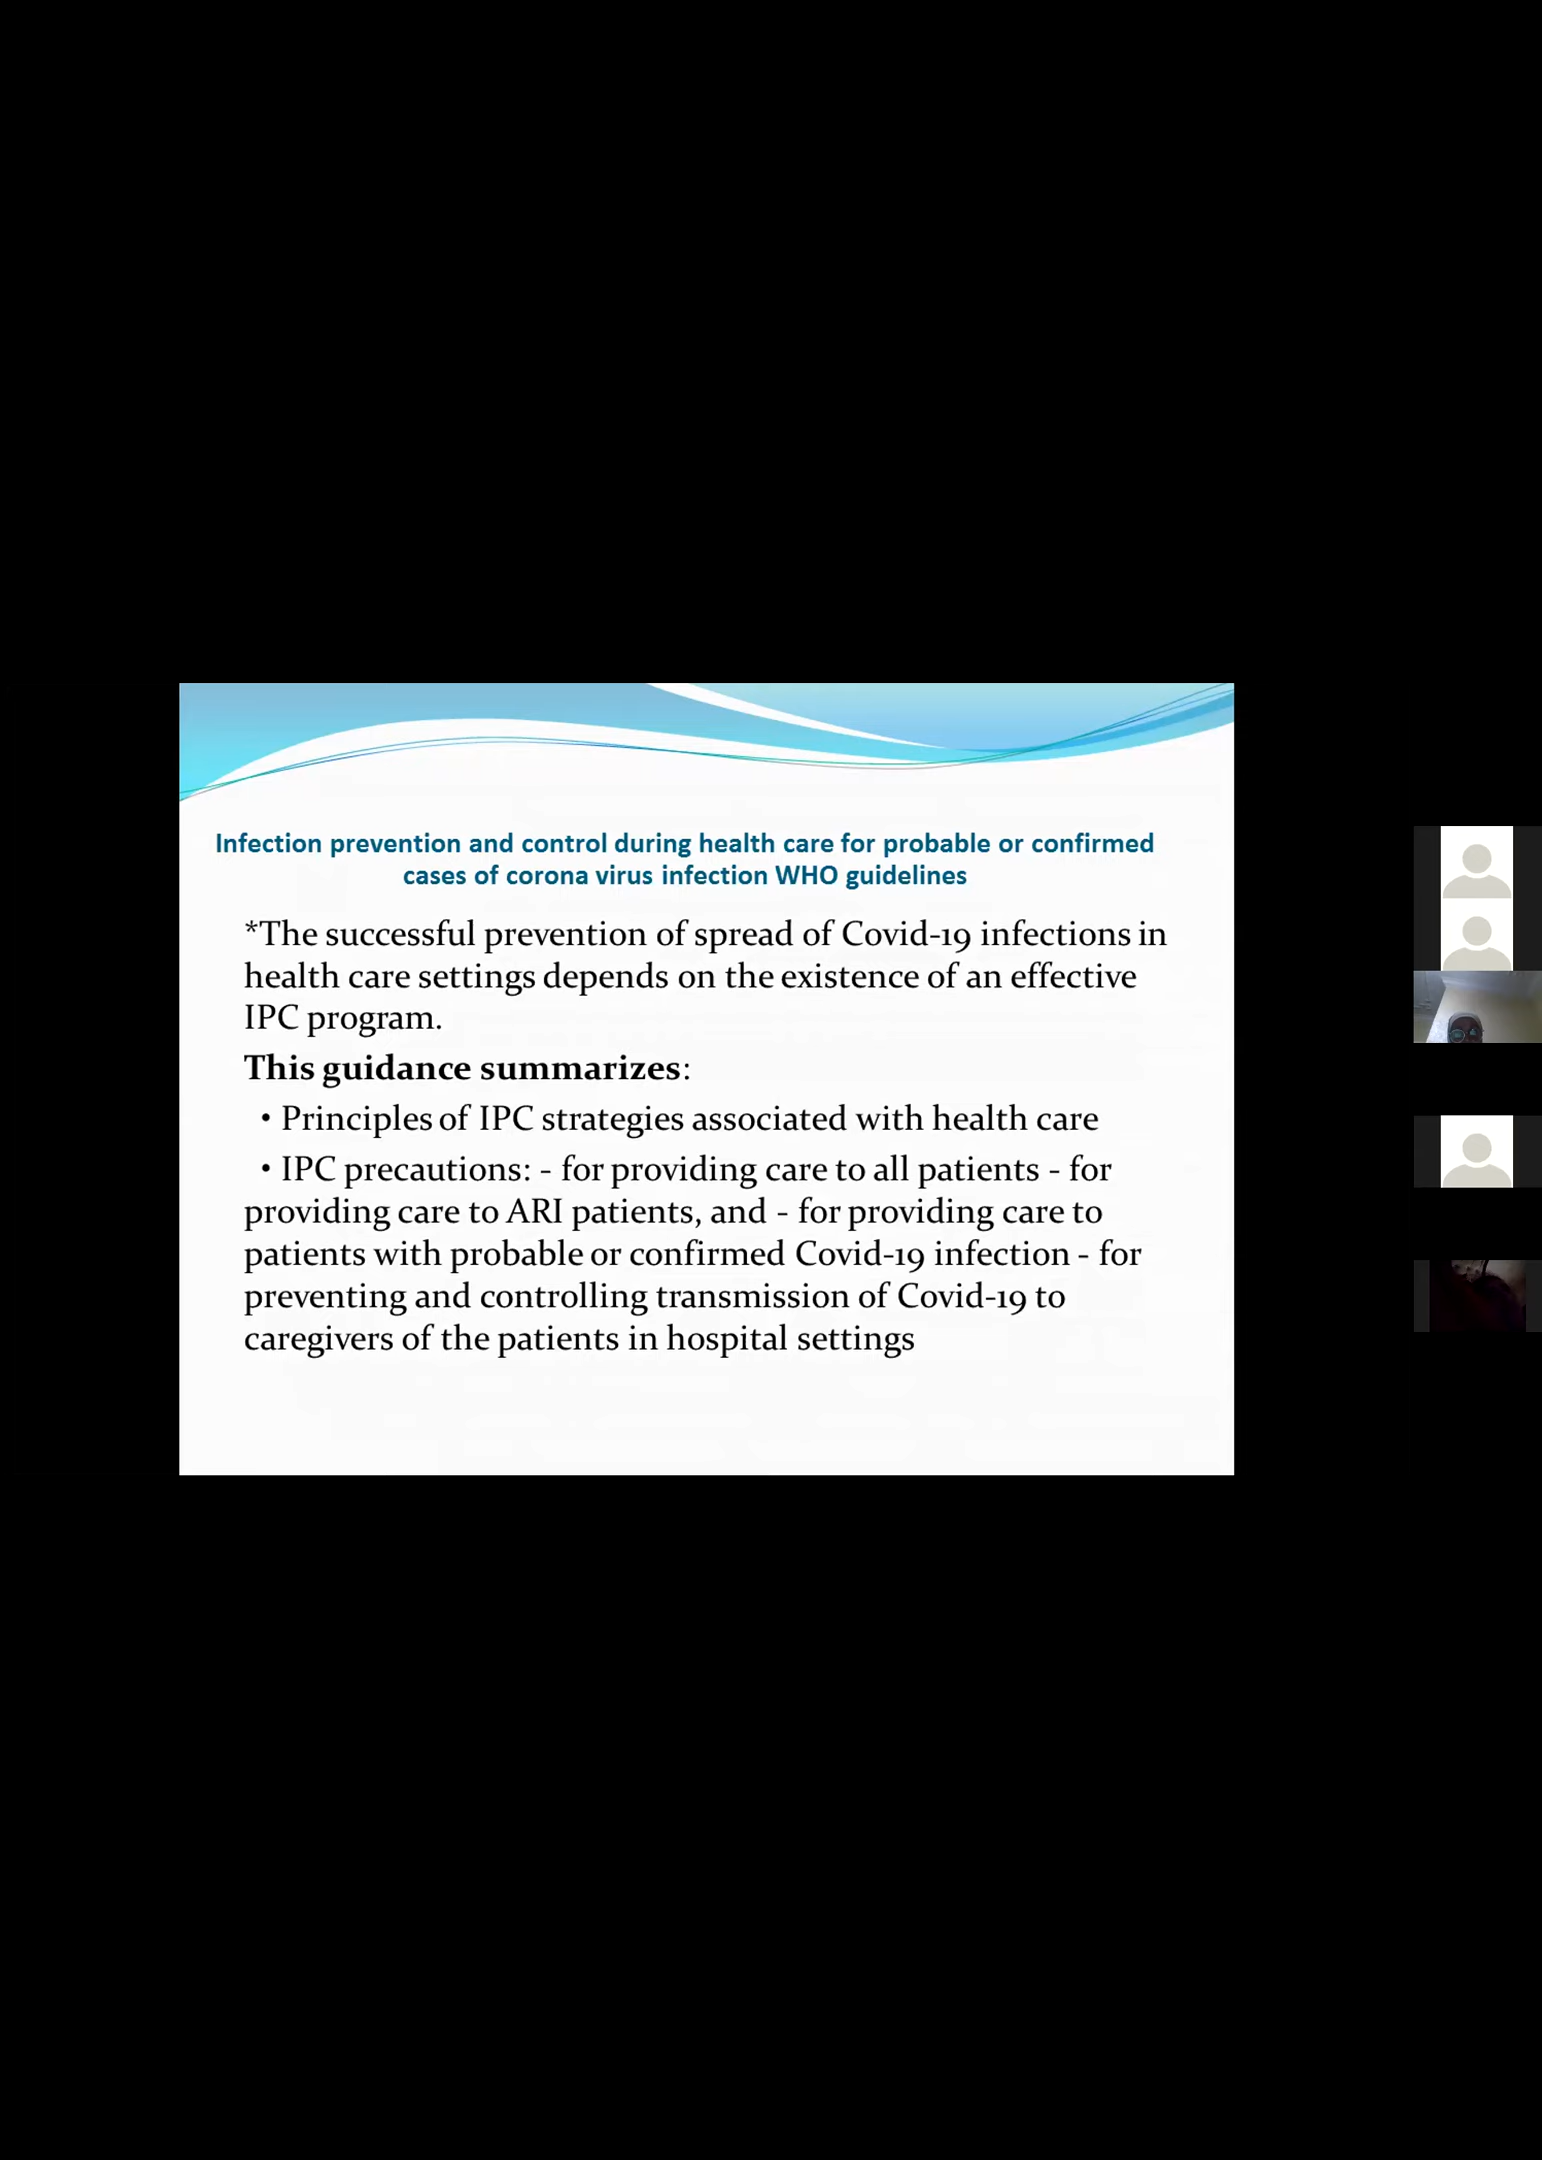 Infection prevention and control during health care for probable or confirmed
cases of corona virus infection WHO guidelines
*The successful prevention of spread of Covid-19 infections in
health care settings depends on the existence of an effective
IPC program.
This guidance summarizes:
• Principles of IPC strategies associated with health care
• IPC precautions: - for providing care to all patients - for
providing care to ARI patients, and - for providing care to
patients with probable or confirmed Covid-19 infection - for
preventing and controlling transmission of Covid-19 to
caregivers of the patients in hospital settings